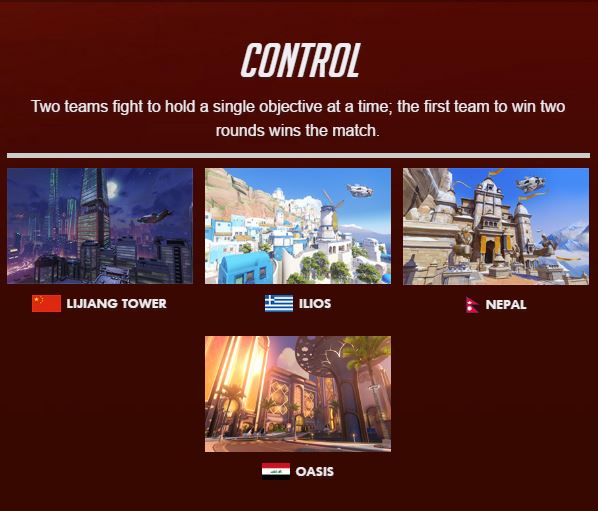 CONTROL
Two teams fight to hold a single objective at a time; the first team to win two
rounds wins the match.
LIJIANG TOWER
ILIOS
NEPAL
OASIS